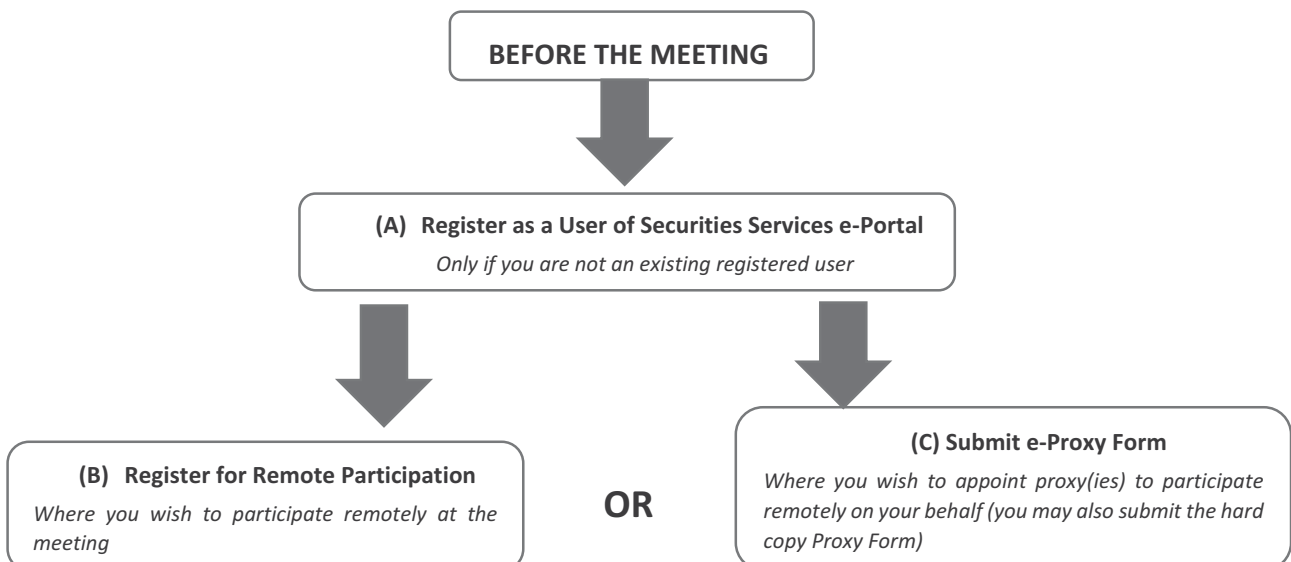 BEFORE THE MEETING
(A) Register as a User of Securities Services e-Portal
Only if you are not an existing registered user
(B) Register for Remote Participation
Where you wish to participate remotely at the
meeting
OR
(C) Submit e-Proxy Form
Where you wish to appoint proxy(ies) to participate
remotely on your behalf (you may also submit the hard
copy Proxy Form)